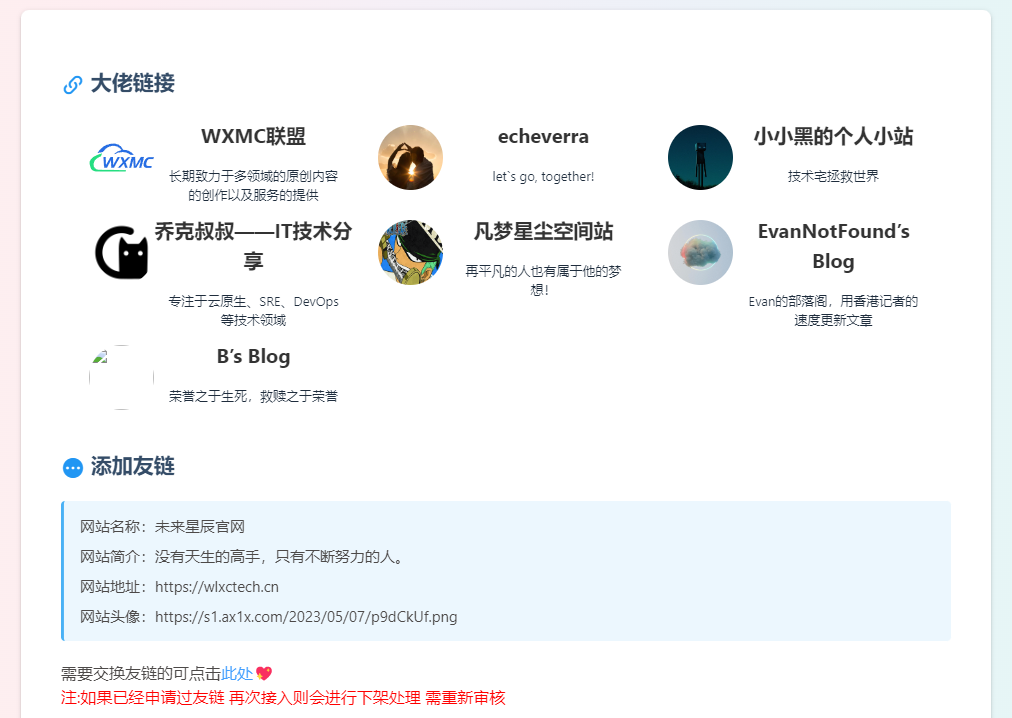 大佬链接
WXMC
WXMC联盟
长期致力于多领域的原创内容
的创作以及服务的提供
echeverra
let`s go, together!
小小黑的个人小站
技术宅拯救世界
乔克叔叔——IT技术分
享
专注于云原生、SRE、DevOps
等技术领域
凡梦星尘空间站
再平凡的人也有属于他的梦
想！
EvanNotFound’s
Blog
Evan的部落阁，用香港记者的
速度更新文章
B’s Blog
荣誉之于生死，救赎之于荣誉
添加友链
网站名称：未来星辰官网
网站简介：没有天生的高手，只有不断努力的人。
网站地址：https://wlxctech.cn
网站头像：https://s1.ax1x.com/2023/05/07/p9dCkUf.png
需要交换友链的可点击此处💖
注:如果已经申请过友链 再次接入则会进行下架处理 需重新审核